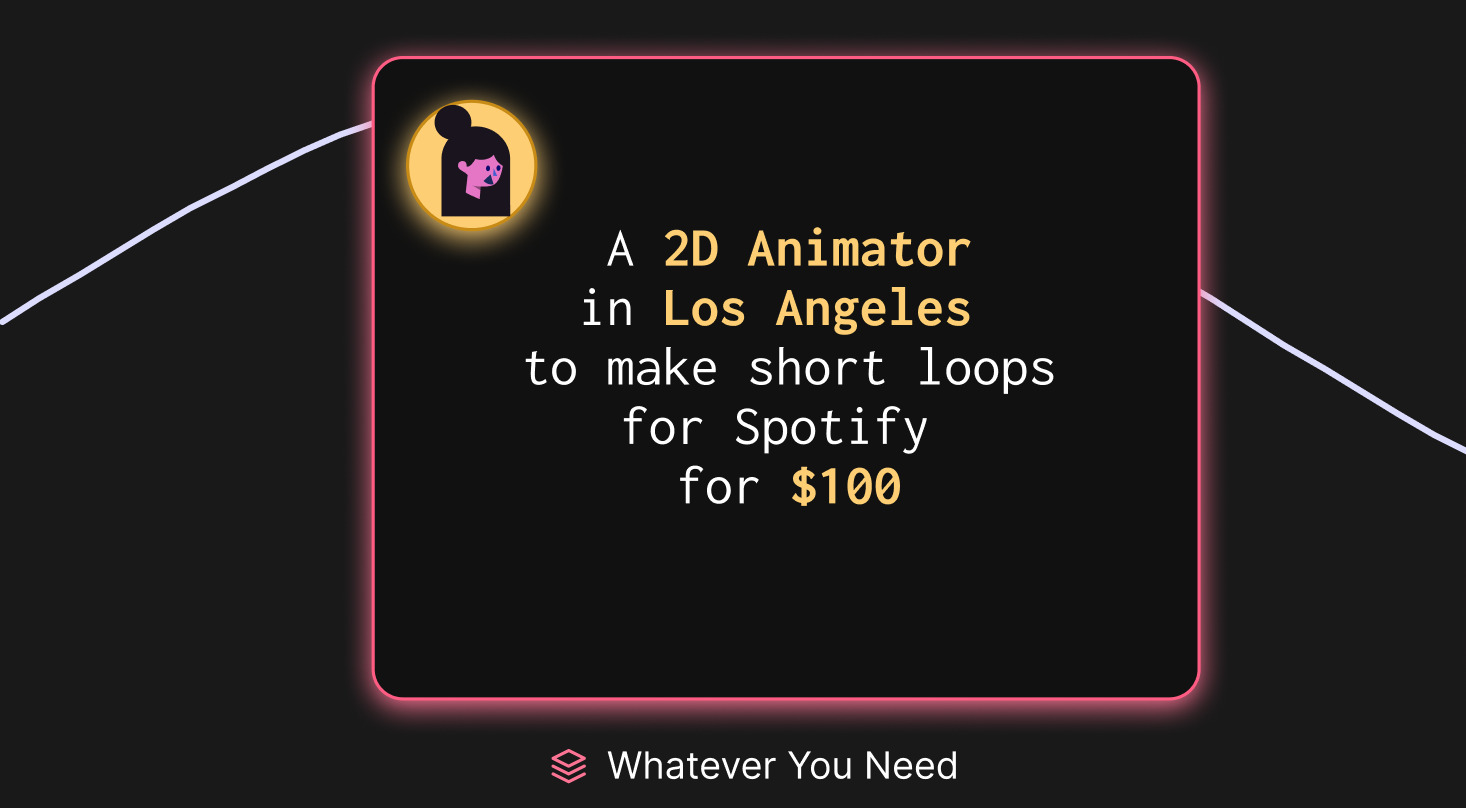 A 2D Animator
in Los Angeles
to make short loops
for Spotify
for $100
Whatever You Need